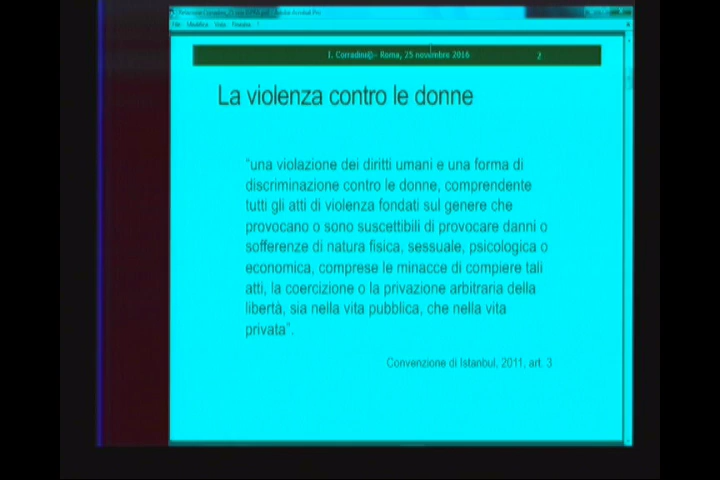 I. Corradini©- Roma, 25 novembre 2016 2
La violenza contro le donne
"una violazione dei diritti umani e una forma di
discriminazione contro le donne, comprendente
tutti gli atti di violenza fondati sul genere che
provocano o sono suscettibili di provocare danni o
sofferenze di natura fisica, sessuale, psicologica o
economica, comprese le minacce di compiere tali
atti, la coercizione o la privazione arbitraria della
libertà, sia nella vita pubblica, che nella vita
privata".
Convenzione di Istanbul, 2011, art. 3